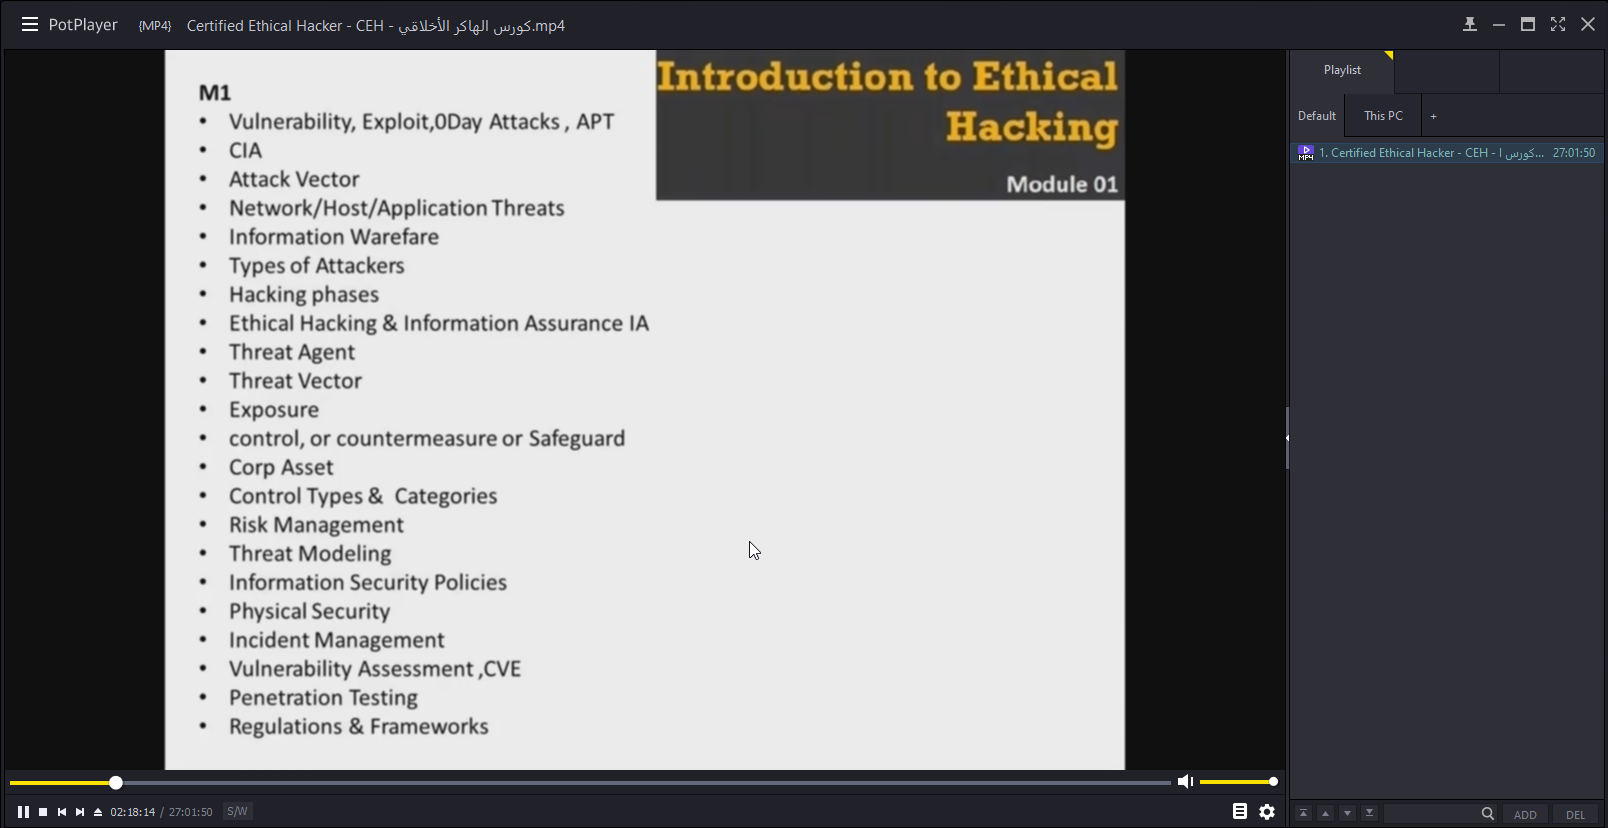 PotPlayer {MP4} Certified Ethical Hacker - CEH - كورس الهاكر الأخلاقي.mp4
Introduction to Ethical
Hacking
Module 01
M1
• Vulnerability, Exploit,0Day Attacks , APT
• CIA
• Attack Vector
• Network/Host/Application Threats
• Information Warefare
• Types of Attackers
• Hacking phases
• Ethical Hacking & Information Assurance IA
• Threat Agent
• Threat Vector
• Exposure
• control, or countermeasure or Safeguard
• Corp Asset
• Control Types & Categories
• Risk Management
• Threat Modeling
• Information Security Policies
• Physical Security
• Incident Management
• Vulnerability Assessment ,CVE
• Penetration Testing
• Regulations & Frameworks
Playlist
Default This PC +
MP4 1. Certified Ethical Hacker - CEH - كورس ا... 27:01:50
02:18:14 / 27:01:50 S/W
ADD DEL